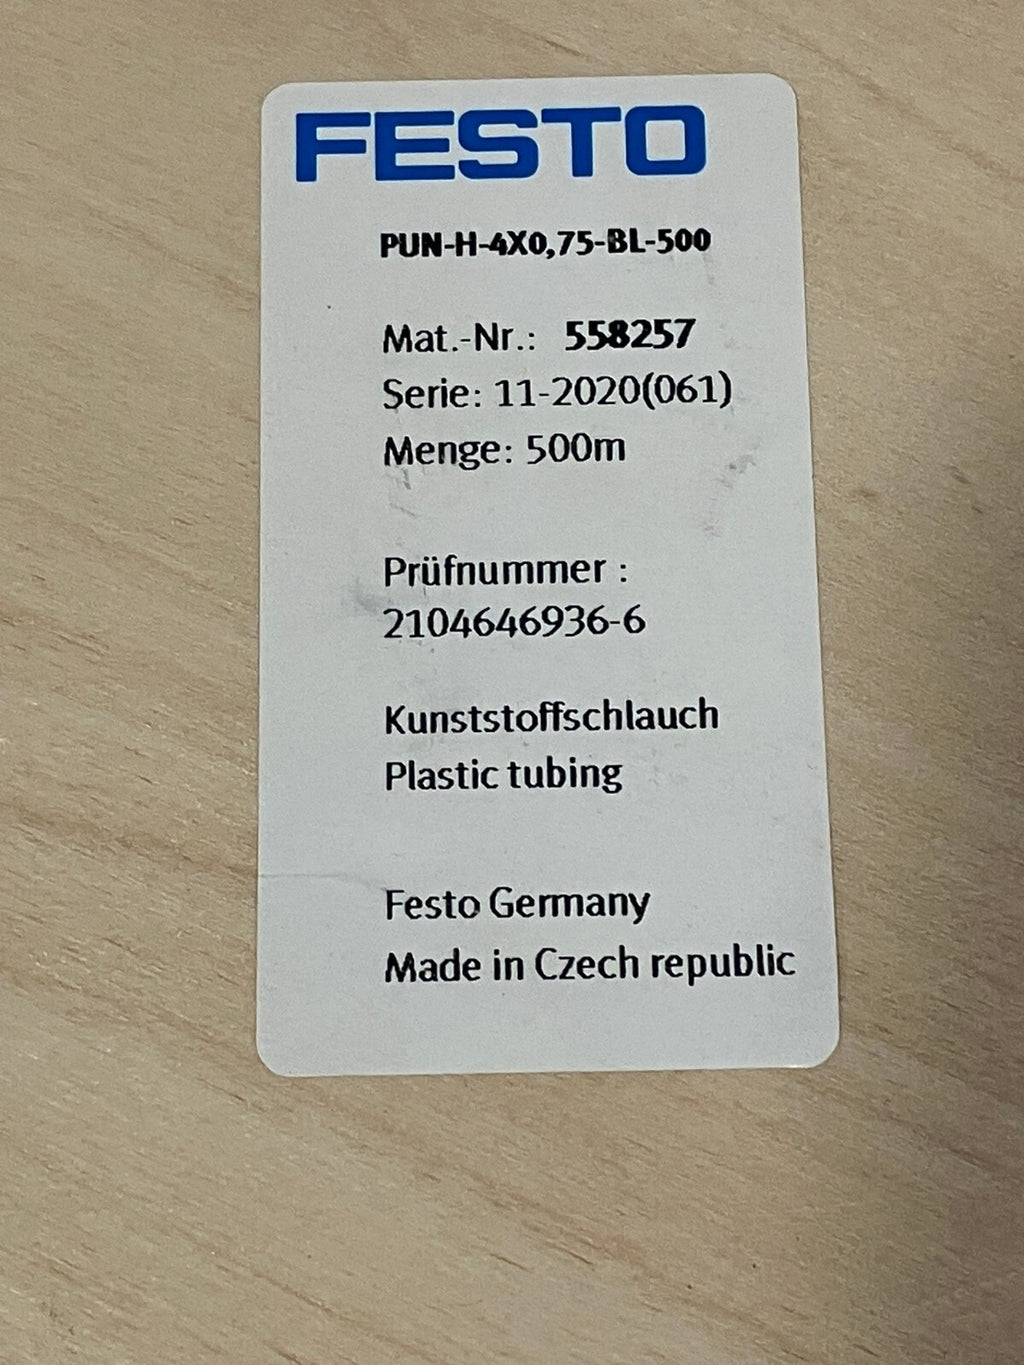 FESTO
PUN-H-4X0,75-BL-500
Mat.-Nr.: 558257
Serie: 11-2020(061)
Menge: 500m
Prüfnummer :
2104646936-6
Kunststoffschlauch
Plastic tubing
Festo Germany
Made in Czech republic